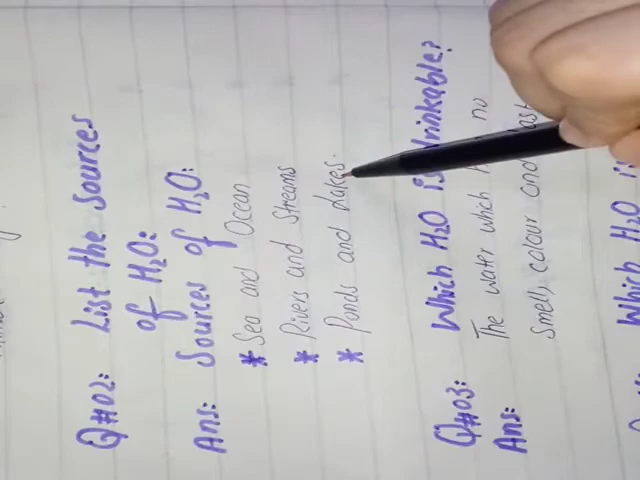 Q#02: List the Sources
of H₂O:
Ans: Sources of H₂O:
* Sea and Ocean
* Rivers and Streams
* Ponds and Lakes.
Q#03: Which H₂O is drinkable?
Ans: The water which no
Smell, colour and
Which H₂O